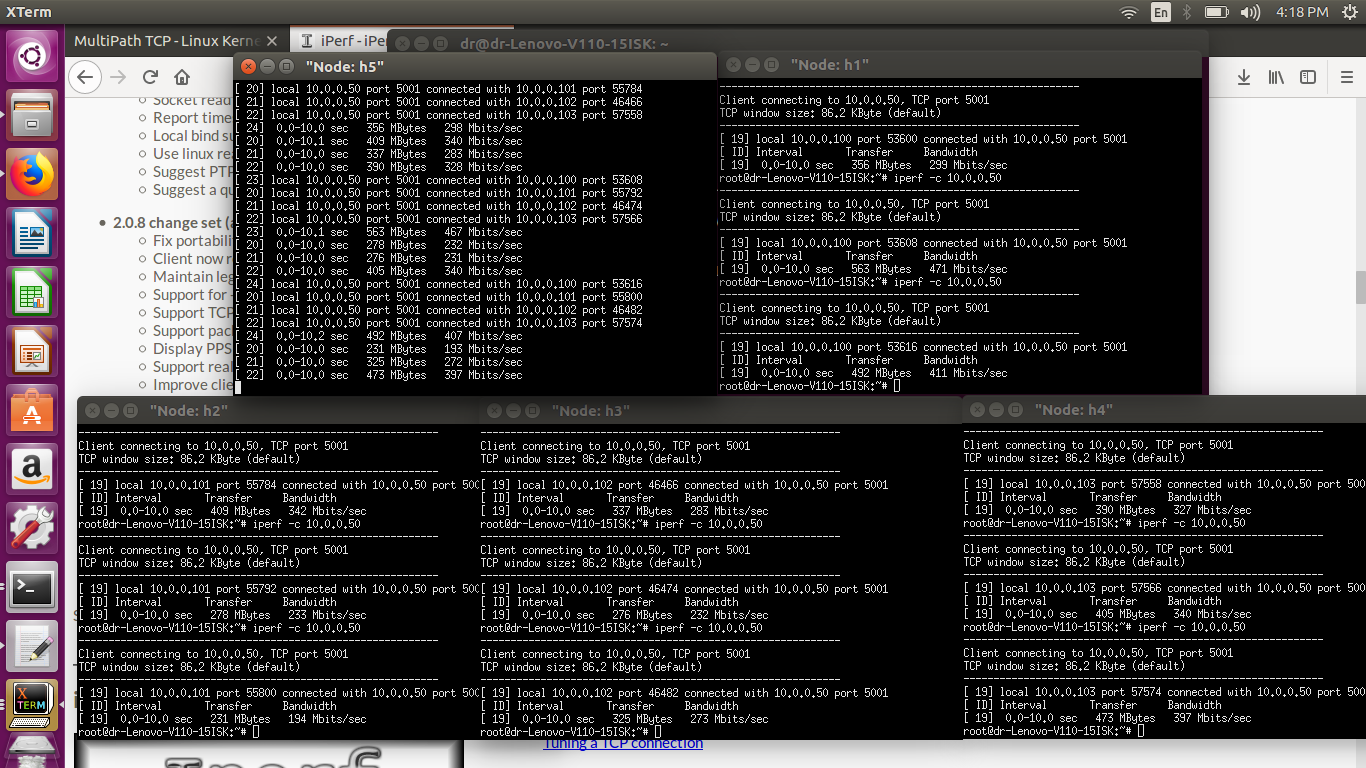 XTerm
En
4:18 PM
MultiPath TCP - Linux Kerne
iPerf - iPe
dr@dr-Lenovo-V110-15ISK: ~
Socket read
Report time
Local bind su
Use linux re
Suggest PTP
Suggest a qu
2.0.8 change set (a
Fix portabili
Client now r
Maintain leg
Support for -
Support TCP
Support pac
Display PPS
Support real
Improve clie
"Node: h5"
[ 20] local 10.0.0.50 port 5001 connected with 10.0.0.101 port 55784
[ 21] local 10.0.0.50 port 5001 connected with 10.0.0.102 port 46466
[ 22] local 10.0.0.50 port 5001 connected with 10.0.0.103 port 57558
[ 24]  0.0-10.0 sec   356 MBytes   298 Mbits/sec
[ 20]  0.0-10.1 sec   409 MBytes   340 Mbits/sec
[ 21]  0.0-10.0 sec   337 MBytes   283 Mbits/sec
[ 22]  0.0-10.0 sec   390 MBytes   328 Mbits/sec
[ 23] local 10.0.0.50 port 5001 connected with 10.0.0.100 port 53608
[ 20] local 10.0.0.50 port 5001 connected with 10.0.0.101 port 55792
[ 21] local 10.0.0.50 port 5001 connected with 10.0.0.102 port 46474
[ 22] local 10.0.0.50 port 5001 connected with 10.0.0.103 port 57566
[ 23]  0.0-10.1 sec   563 MBytes   467 Mbits/sec
[ 20]  0.0-10.0 sec   278 MBytes   232 Mbits/sec
[ 21]  0.0-10.0 sec   276 MBytes   231 Mbits/sec
[ 22]  0.0-10.0 sec   405 MBytes   340 Mbits/sec
[ 24] local 10.0.0.50 port 5001 connected with 10.0.0.100 port 53616
[ 20] local 10.0.0.50 port 5001 connected with 10.0.0.101 port 55800
[ 21] local 10.0.0.50 port 5001 connected with 10.0.0.102 port 46482
[ 22] local 10.0.0.50 port 5001 connected with 10.0.0.103 port 57574
[ 24]  0.0-10.2 sec   492 MBytes   407 Mbits/sec
[ 20]  0.0-10.0 sec   231 MBytes   193 Mbits/sec
[ 21]  0.0-10.0 sec   325 MBytes   272 Mbits/sec
[ 22]  0.0-10.0 sec   473 MBytes   397 Mbits/sec
"Node: h1"
------------------------------------------------------------
Client connecting to 10.0.0.50, TCP port 5001
TCP window size: 86.2 KByte (default)
------------------------------------------------------------
[ 19] local 10.0.0.100 port 53600 connected with 10.0.0.50 port 5001
[ ID] Interval       Transfer     Bandwidth
[ 19]  0.0-10.0 sec   356 MBytes   299 Mbits/sec
root@dr-Lenovo-V110-15ISK:~# iperf -c 10.0.0.50
------------------------------------------------------------
Client connecting to 10.0.0.50, TCP port 5001
TCP window size: 86.2 KByte (default)
------------------------------------------------------------
[ 19] local 10.0.0.100 port 53608 connected with 10.0.0.50 port 5001
[ ID] Interval       Transfer     Bandwidth
[ 19]  0.0-10.0 sec   563 MBytes   471 Mbits/sec
root@dr-Lenovo-V110-15ISK:~# iperf -c 10.0.0.50
------------------------------------------------------------
Client connecting to 10.0.0.50, TCP port 5001
TCP window size: 86.2 KByte (default)
------------------------------------------------------------
[ 19] local 10.0.0.100 port 53616 connected with 10.0.0.50 port 5001
[ ID] Interval       Transfer     Bandwidth
[ 19]  0.0-10.0 sec   492 MBytes   411 Mbits/sec
root@dr-Lenovo-V110-15ISK:~#
"Node: h2"
------------------------------------------------------------
Client connecting to 10.0.0.50, TCP port 5001
TCP window size: 86.2 KByte (default)
------------------------------------------------------------
[ 19] local 10.0.0.101 port 55784 connected with 10.0.0.50 port 500
[ ID] Interval       Transfer     Bandwidth
[ 19]  0.0-10.0 sec   409 MBytes   342 Mbits/sec
root@dr-Lenovo-V110-15ISK:~# iperf -c 10.0.0.50
------------------------------------------------------------
Client connecting to 10.0.0.50, TCP port 5001
TCP window size: 86.2 KByte (default)
------------------------------------------------------------
[ 19] local 10.0.0.101 port 55792 connected with 10.0.0.50 port 500
[ ID] Interval       Transfer     Bandwidth
[ 19]  0.0-10.0 sec   278 MBytes   233 Mbits/sec
root@dr-Lenovo-V110-15ISK:~# iperf -c 10.0.0.50
------------------------------------------------------------
Client connecting to 10.0.0.50, TCP port 5001
TCP window size: 86.2 KByte (default)
------------------------------------------------------------
[ 19] local 10.0.0.101 port 55800 connected with 10.0.0.50 port 500
[ ID] Interval       Transfer     Bandwidth
[ 19]  0.0-10.0 sec   231 MBytes   194 Mbits/sec
root@dr-Lenovo-V110-15ISK:~#
"Node: h3"
------------------------------------------------------------
Client connecting to 10.0.0.50, TCP port 5001
TCP window size: 86.2 KByte (default)
------------------------------------------------------------
[ 19] local 10.0.0.102 port 46466 connected with 10.0.0.50 port 5001
[ ID] Interval       Transfer     Bandwidth
[ 19]  0.0-10.0 sec   337 MBytes   283 Mbits/sec
root@dr-Lenovo-V110-15ISK:~# iperf -c 10.0.0.50
------------------------------------------------------------
Client connecting to 10.0.0.50, TCP port 5001
TCP window size: 86.2 KByte (default)
------------------------------------------------------------
[ 19] local 10.0.0.102 port 46474 connected with 10.0.0.50 port 5001
[ ID] Interval       Transfer     Bandwidth
[ 19]  0.0-10.0 sec   276 MBytes   232 Mbits/sec
root@dr-Lenovo-V110-15ISK:~# iperf -c 10.0.0.50
------------------------------------------------------------
Client connecting to 10.0.0.50, TCP port 5001
TCP window size: 86.2 KByte (default)
------------------------------------------------------------
[ 19] local 10.0.0.102 port 46482 connected with 10.0.0.50 port 5001
[ ID] Interval       Transfer     Bandwidth
[ 19]  0.0-10.0 sec   325 MBytes   273 Mbits/sec
root@dr-Lenovo-V110-15ISK:~#
"Node: h4"
------------------------------------------------------------
Client connecting to 10.0.0.50, TCP port 5001
TCP window size: 86.2 KByte (default)
------------------------------------------------------------
[ 19] local 10.0.0.103 port 57558 connected with 10.0.0.50 port 500
[ ID] Interval       Transfer     Bandwidth
[ 19]  0.0-10.0 sec   390 MBytes   327 Mbits/sec
root@dr-Lenovo-V110-15ISK:~# iperf -c 10.0.0.50
------------------------------------------------------------
Client connecting to 10.0.0.50, TCP port 5001
TCP window size: 86.2 KByte (default)
------------------------------------------------------------
[ 19] local 10.0.0.103 port 57566 connected with 10.0.0.50 port 500
[ ID] Interval       Transfer     Bandwidth
[ 19]  0.0-10.0 sec   405 MBytes   340 Mbits/sec
root@dr-Lenovo-V110-15ISK:~# iperf -c 10.0.0.50
------------------------------------------------------------
Client connecting to 10.0.0.50, TCP port 5001
TCP window size: 86.2 KByte (default)
------------------------------------------------------------
[ 19] local 10.0.0.103 port 57574 connected with 10.0.0.50 port 500
[ ID] Interval       Transfer     Bandwidth
[ 19]  0.0-10.0 sec   473 MBytes   397 Mbits/sec
root@dr-Lenovo-V110-15ISK:~#
X TERM
Tuning a TCP connection